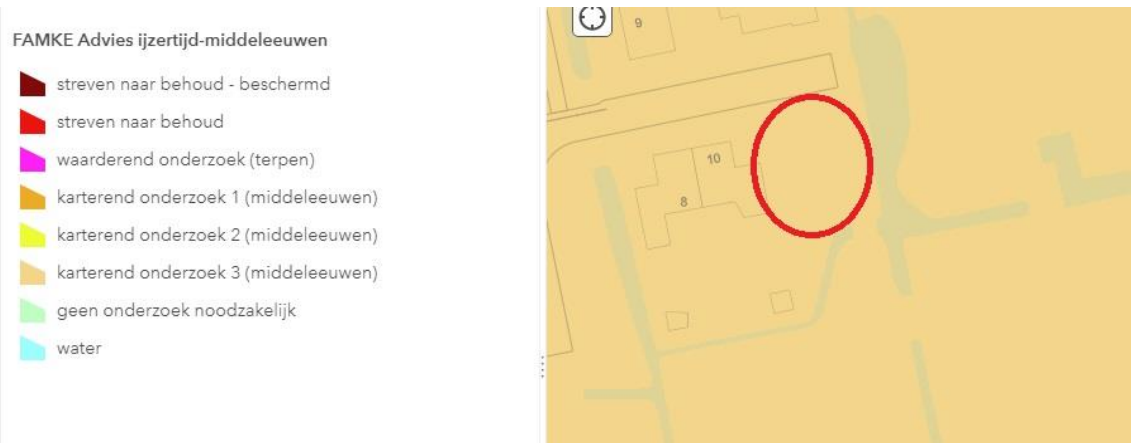 FAMKE Advies ijzertijd-middeleeuwen
streven naar behoud - beschermd
streven naar behoud
waarderend onderzoek (terpen)
karterend onderzoek 1 (middeleeuwen)
karterend onderzoek 2 (middeleeuwen)
karterend onderzoek 3 (middeleeuwen)
geen onderzoek noodzakelijk
water
9
10
8